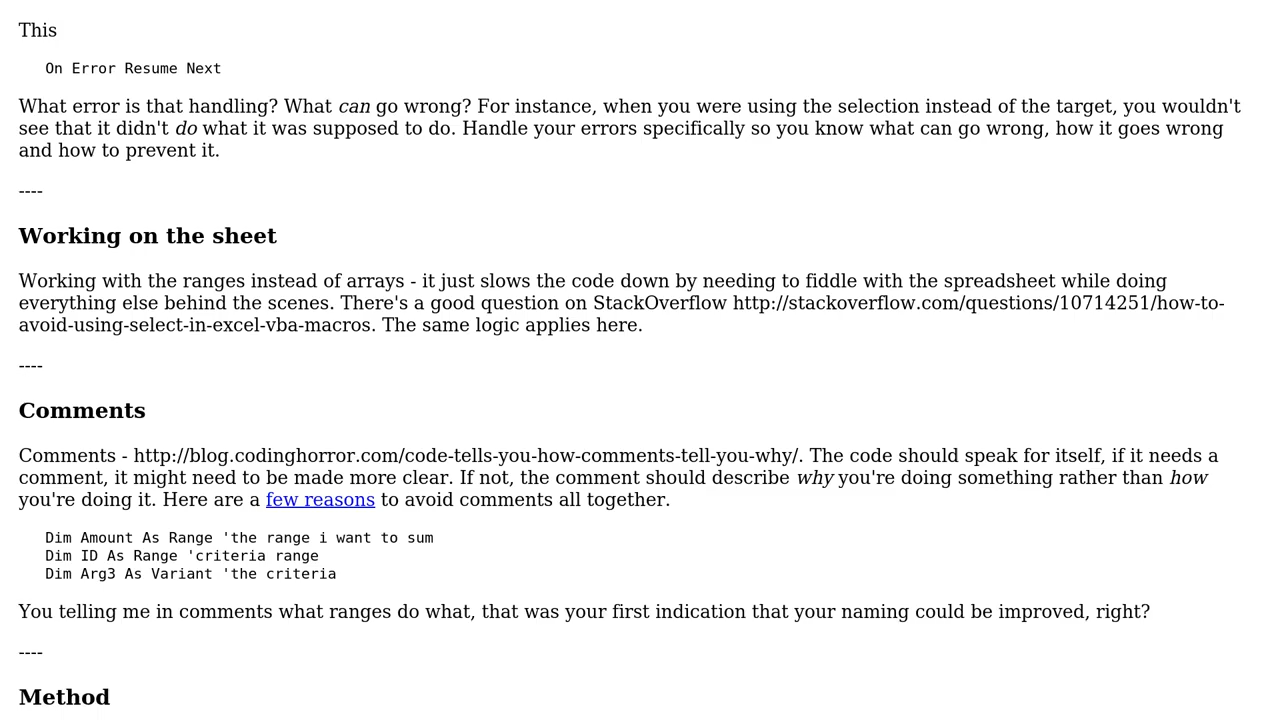 This
On Error Resume Next
What error is that handling? What can go wrong? For instance, when you were using the selection instead of the target, you wouldn't
see that it didn't do what it was supposed to do. Handle your errors specifically so you know what can go wrong, how it goes wrong
and how to prevent it.
----
Working on the sheet
Working with the ranges instead of arrays - it just slows the code down by needing to fiddle with the spreadsheet while doing
everything else behind the scenes. There's a good question on StackOverflow http://stackoverflow.com/questions/10714251/how-to-
avoid-using-select-in-excel-vba-macros. The same logic applies here.
----
Comments
Comments - http://blog.codinghorror.com/code-tells-you-how-comments-tell-you-why/. The code should speak for itself, if it needs a
comment, it might need to be made more clear. If not, the comment should describe why you're doing something rather than how
you're doing it. Here are a few reasons to avoid comments all together.
Dim Amount As Range 'the range i want to sum
Dim ID As Range 'criteria range
Dim Arg3 As Variant 'the criteria
You telling me in comments what ranges do what, that was your first indication that your naming could be improved, right?
----
Method